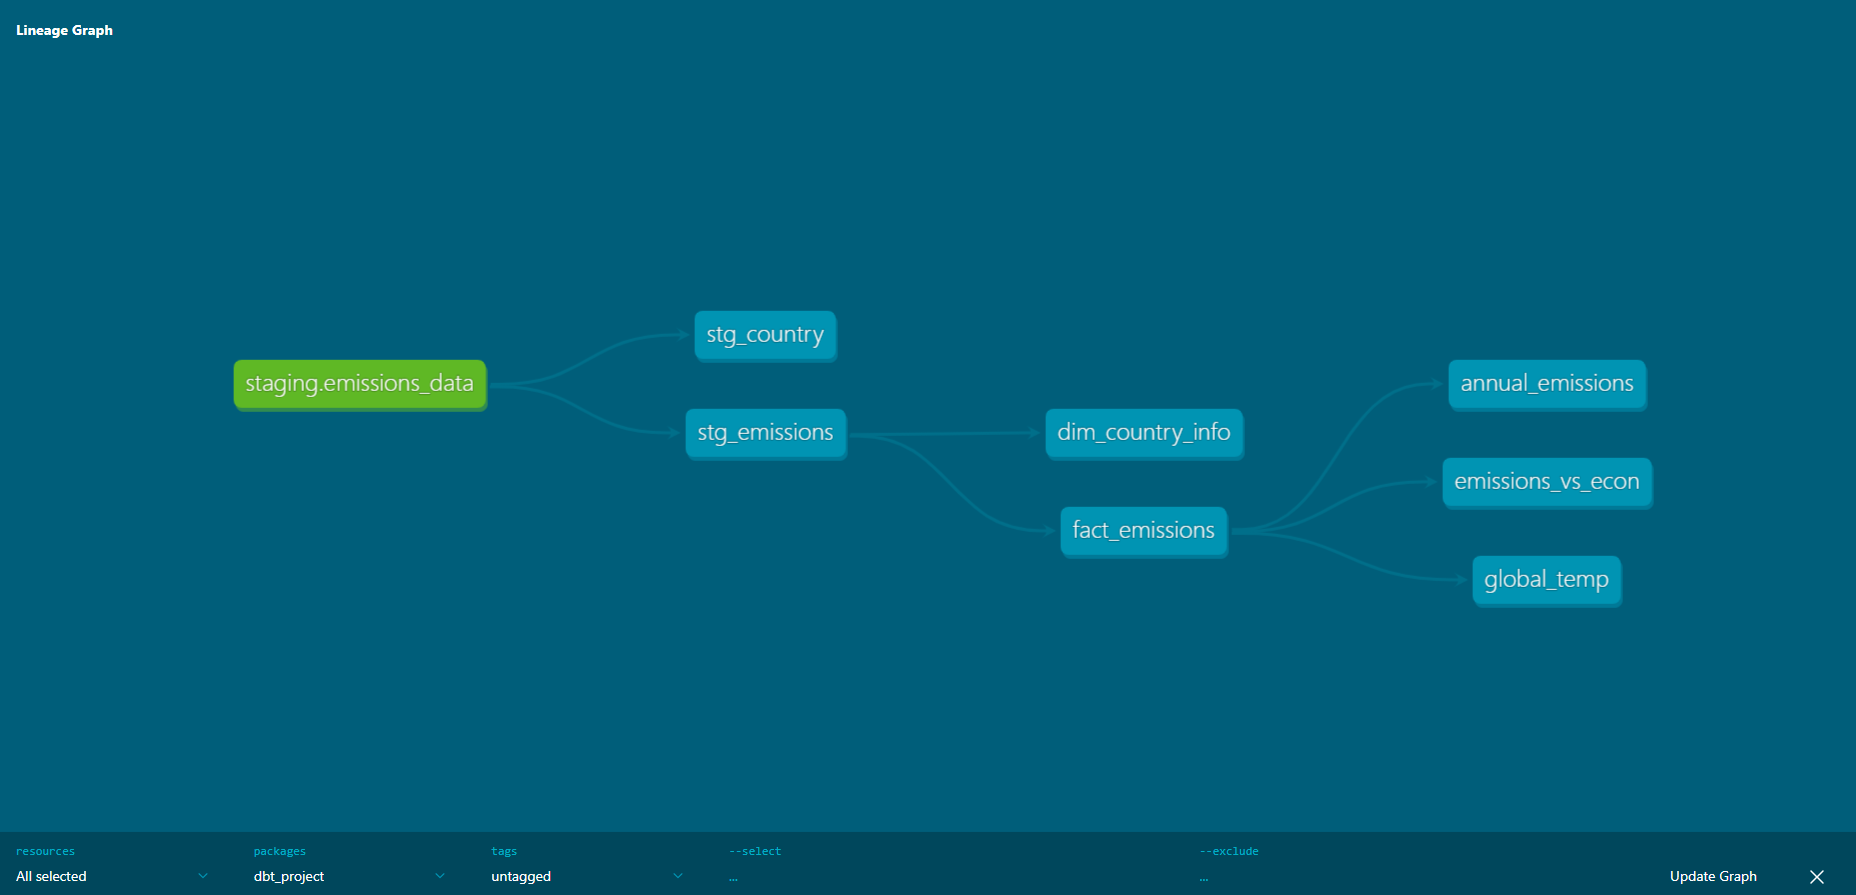 Lineage Graph
stg_country
staging.emissions_data
annual_emissions
stg_emissions
dim_country_info
emissions_vs_econ
fact_emissions
global_temp
resources
packages
tags
--select
--exclude
All selected
dbt_project
untagged
...
...
Update Graph